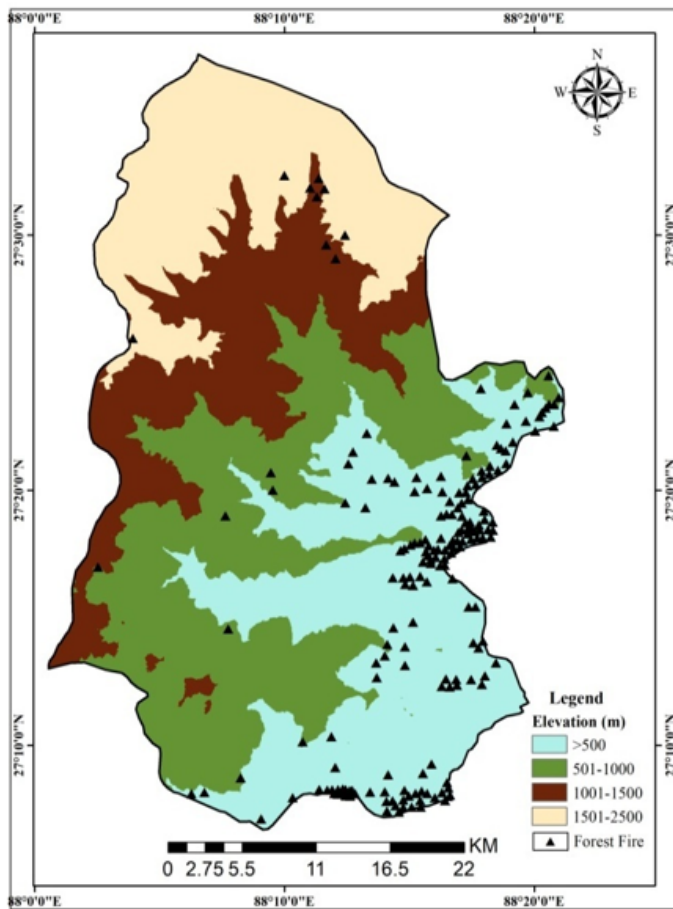 88°0'0"E 88°10'0"E 88°20'0"E
N
W E
S
27°30'0"N 27°30'0"N
27°20'0"N 27°20'0"N
27°10'0"N 27°10'0"N
Legend
Elevation (m)
>500
501-1000
1001-1500
1501-2500
Forest Fire
KM
0 2.75 5.5 11 16.5 22
88°0'0"E 88°10'0"E 88°20'0"E